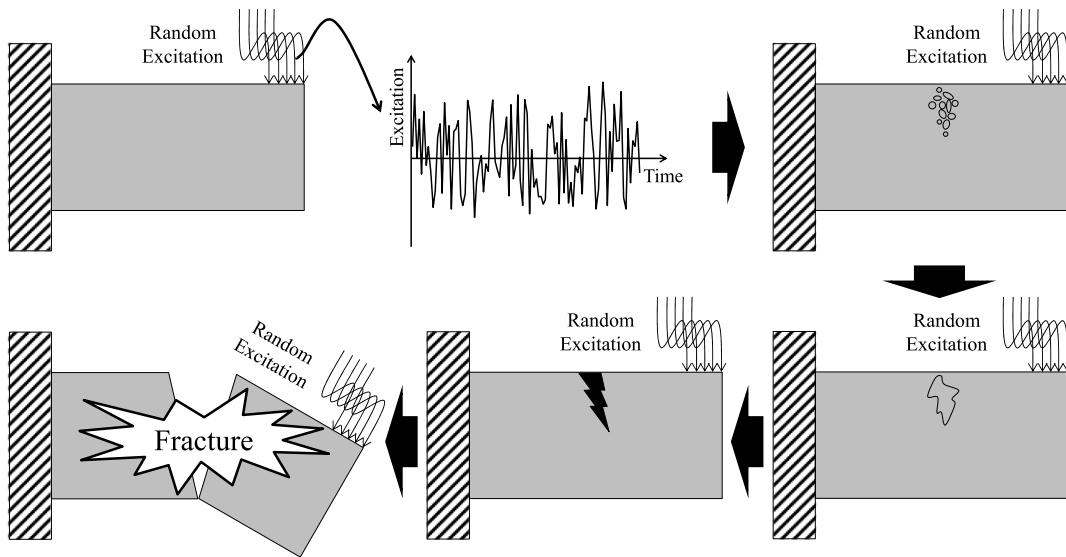 Random
Excitation
Excitation
Time
Random
Excitation
Random
Excitation
Random
Excitation
Random
Excitation
Fracture